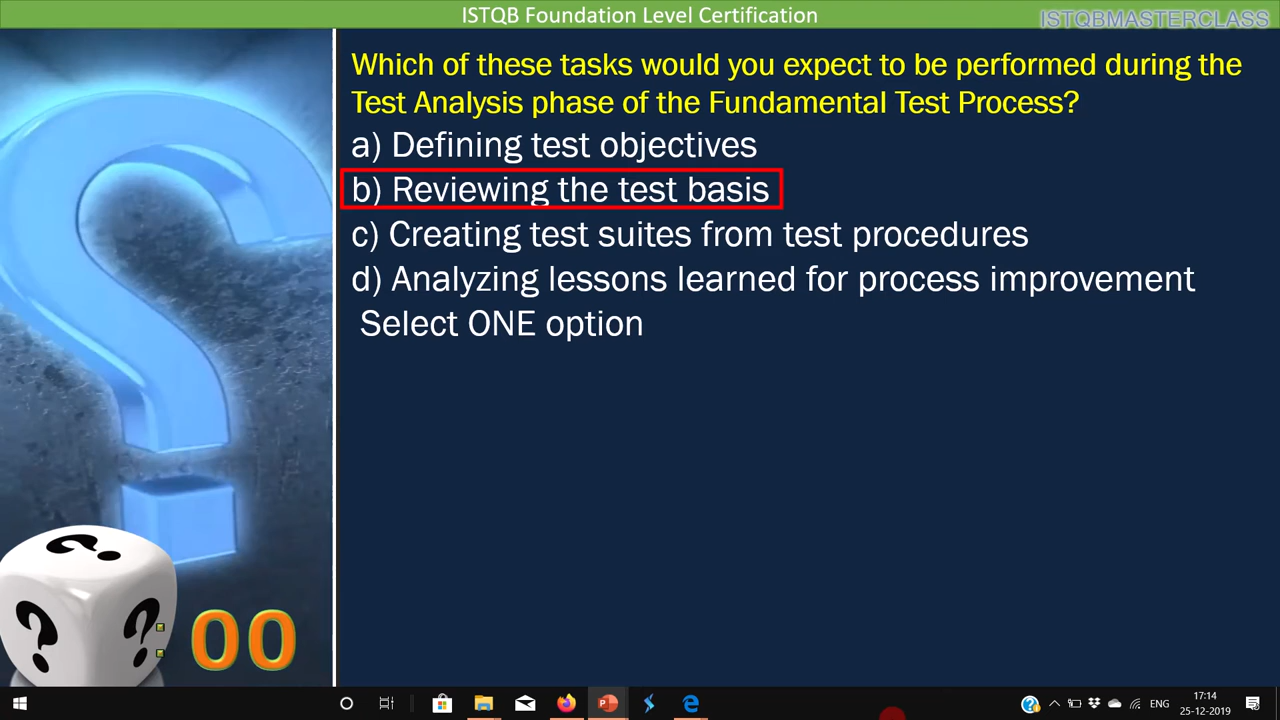 ISTQB Foundation Level Certification
ISTQBMASTERCLASS
Which of these tasks would you expect to be performed during the
Test Analysis phase of the Fundamental Test Process?
a) Defining test objectives
b) Reviewing the test basis
c) Creating test suites from test procedures
d) Analyzing lessons learned for process improvement
Select ONE option
00
ENG
17:14
25-12-2019